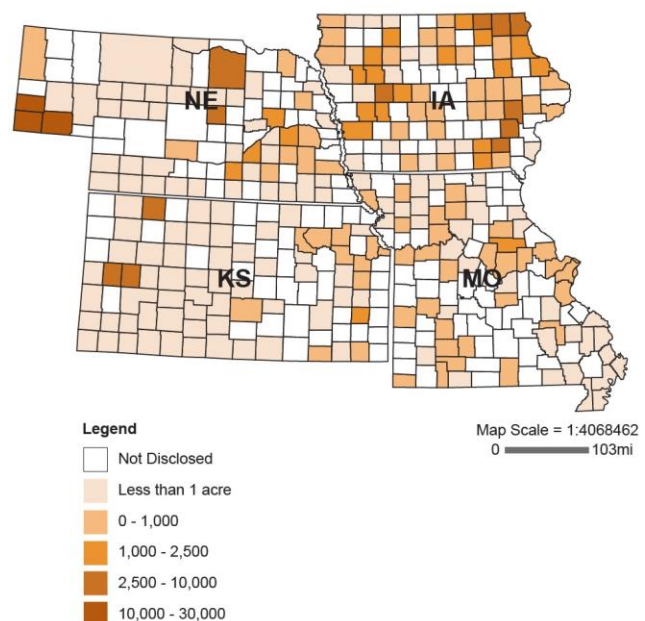 NE
IA
KS
MO
Legend
Not Disclosed
Less than 1 acre
0 - 1,000
1,000 - 2,500
2,500 - 10,000
10,000 - 30,000
Map Scale = 1:4068462
0 103mi